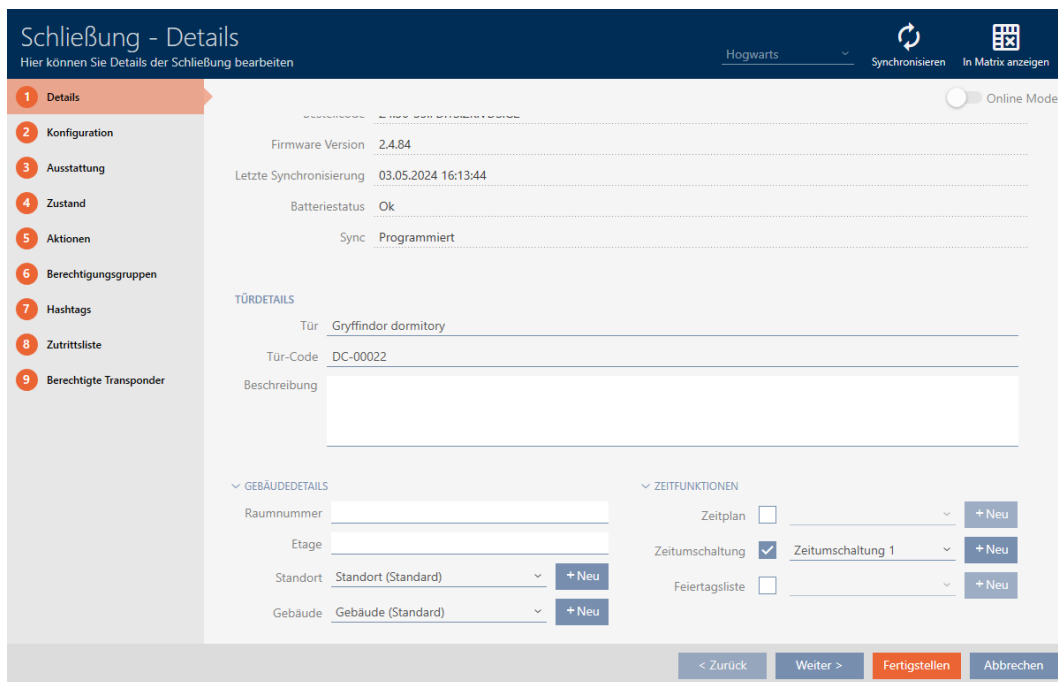 Schließung - Details
Hier können Sie Details der Schließung bearbeiten
Hogwarts
Synchronisieren
In Matrix anzeigen
1 Details
2 Konfiguration
3 Ausstattung
4 Zustand
5 Aktionen
6 Berechtigungsgruppen
7 Hashtags
8 Zutrittsliste
9 Berechtigte Transponder
Online Mode
Firmware Version 2.4.84
Letzte Synchronisierung 03.05.2024 16:13:44
Batteriestatus Ok
Sync Programmiert
TÜRDETAILS
Tür Gryffindor dormitory
Tür-Code DC-00022
Beschreibung
GEBÄUDEDETAILS
Raumnummer
Etage
Standort Standort (Standard) + Neu
Gebäude Gebäude (Standard) + Neu
ZEITFUNKTIONEN
Zeitplan + Neu
Zeitumschaltung Zeitumschaltung 1 + Neu
Feiertagsliste + Neu
< Zurück
Weiter >
Fertigstellen
Abbrechen